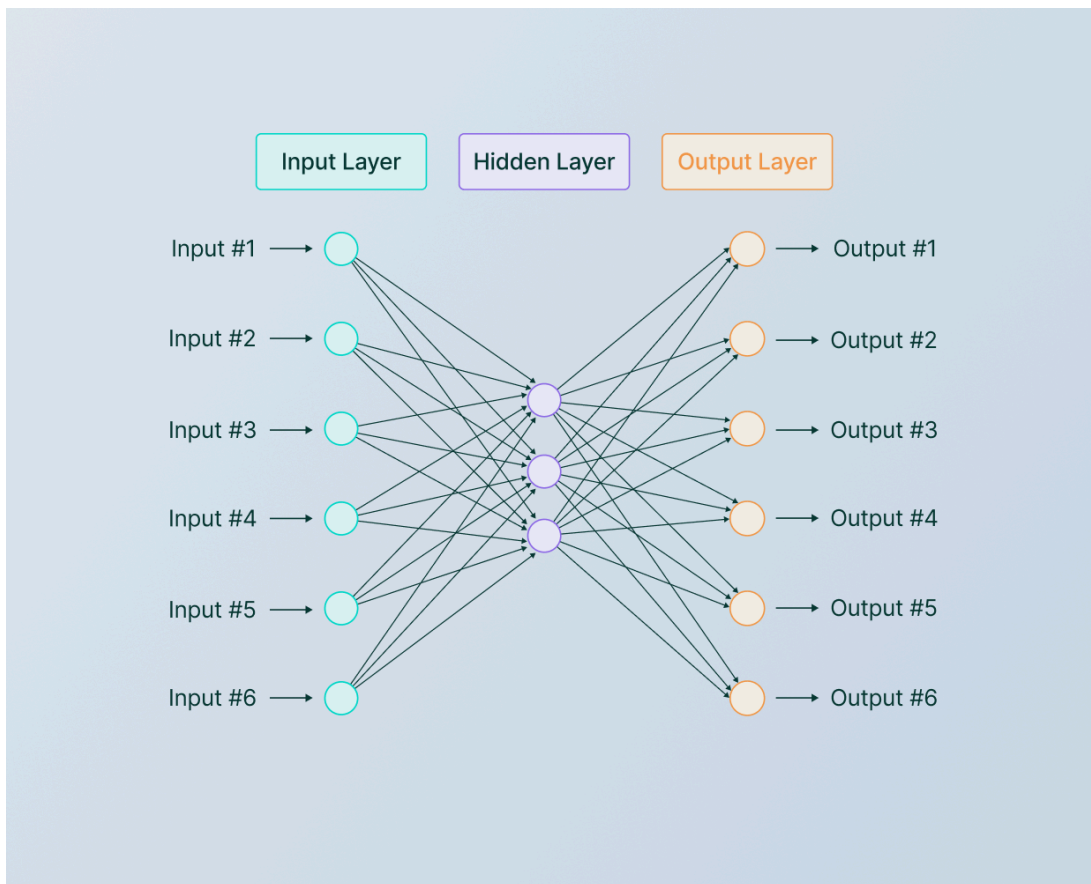 Input Layer
Hidden Layer
Output Layer
Input #1
Output #1
Input #2
Output #2
Input #3
Output #3
Input #4
Output #4
Input #5
Output #5
Input #6
Output #6